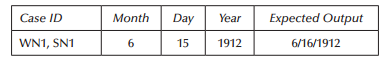 Case ID Month Day Year Expected Output
WN1, SN1 6 15 1912 6/16/1912